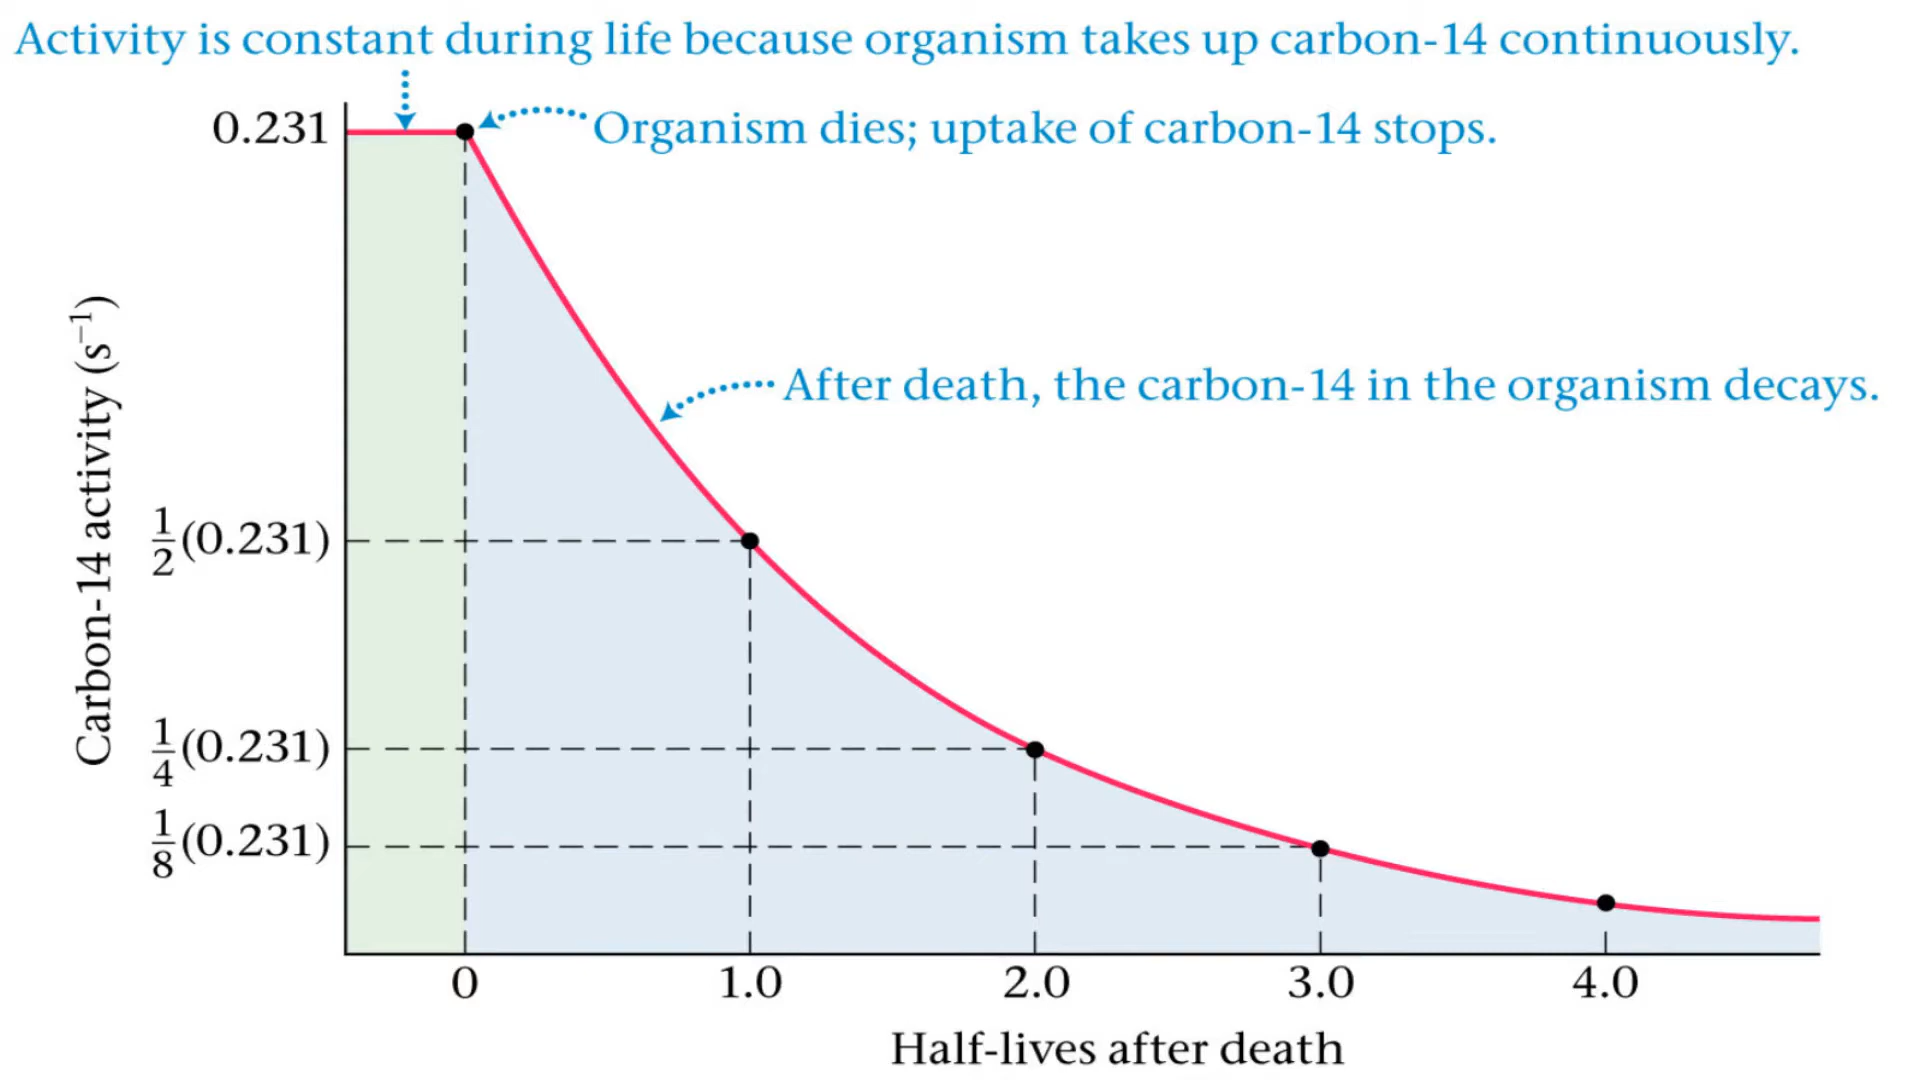 Activity is constant during life because organism takes up carbon-14 continuously.
0.231
Organism dies; uptake of carbon-14 stops.
After death, the carbon-14 in the organism decays.
Carbon-14 activity (s⁻¹)
½(0.231)
¼(0.231)
⅛(0.231)
0 1.0 2.0 3.0 4.0
Half-lives after death